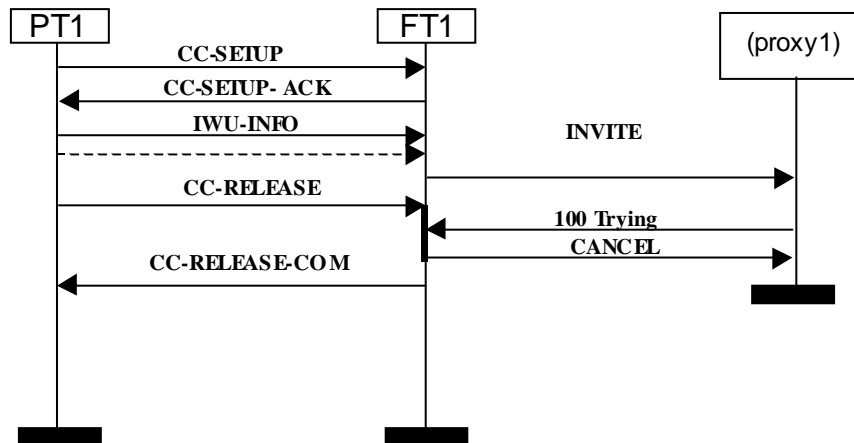 PT1
FT1
(proxy1)
CC-SETUP
CC-SETUP- ACK
IWU-INFO
INVITE
CC-RELEASE
100 Trying
CANCEL
CC-RELEASE-COM